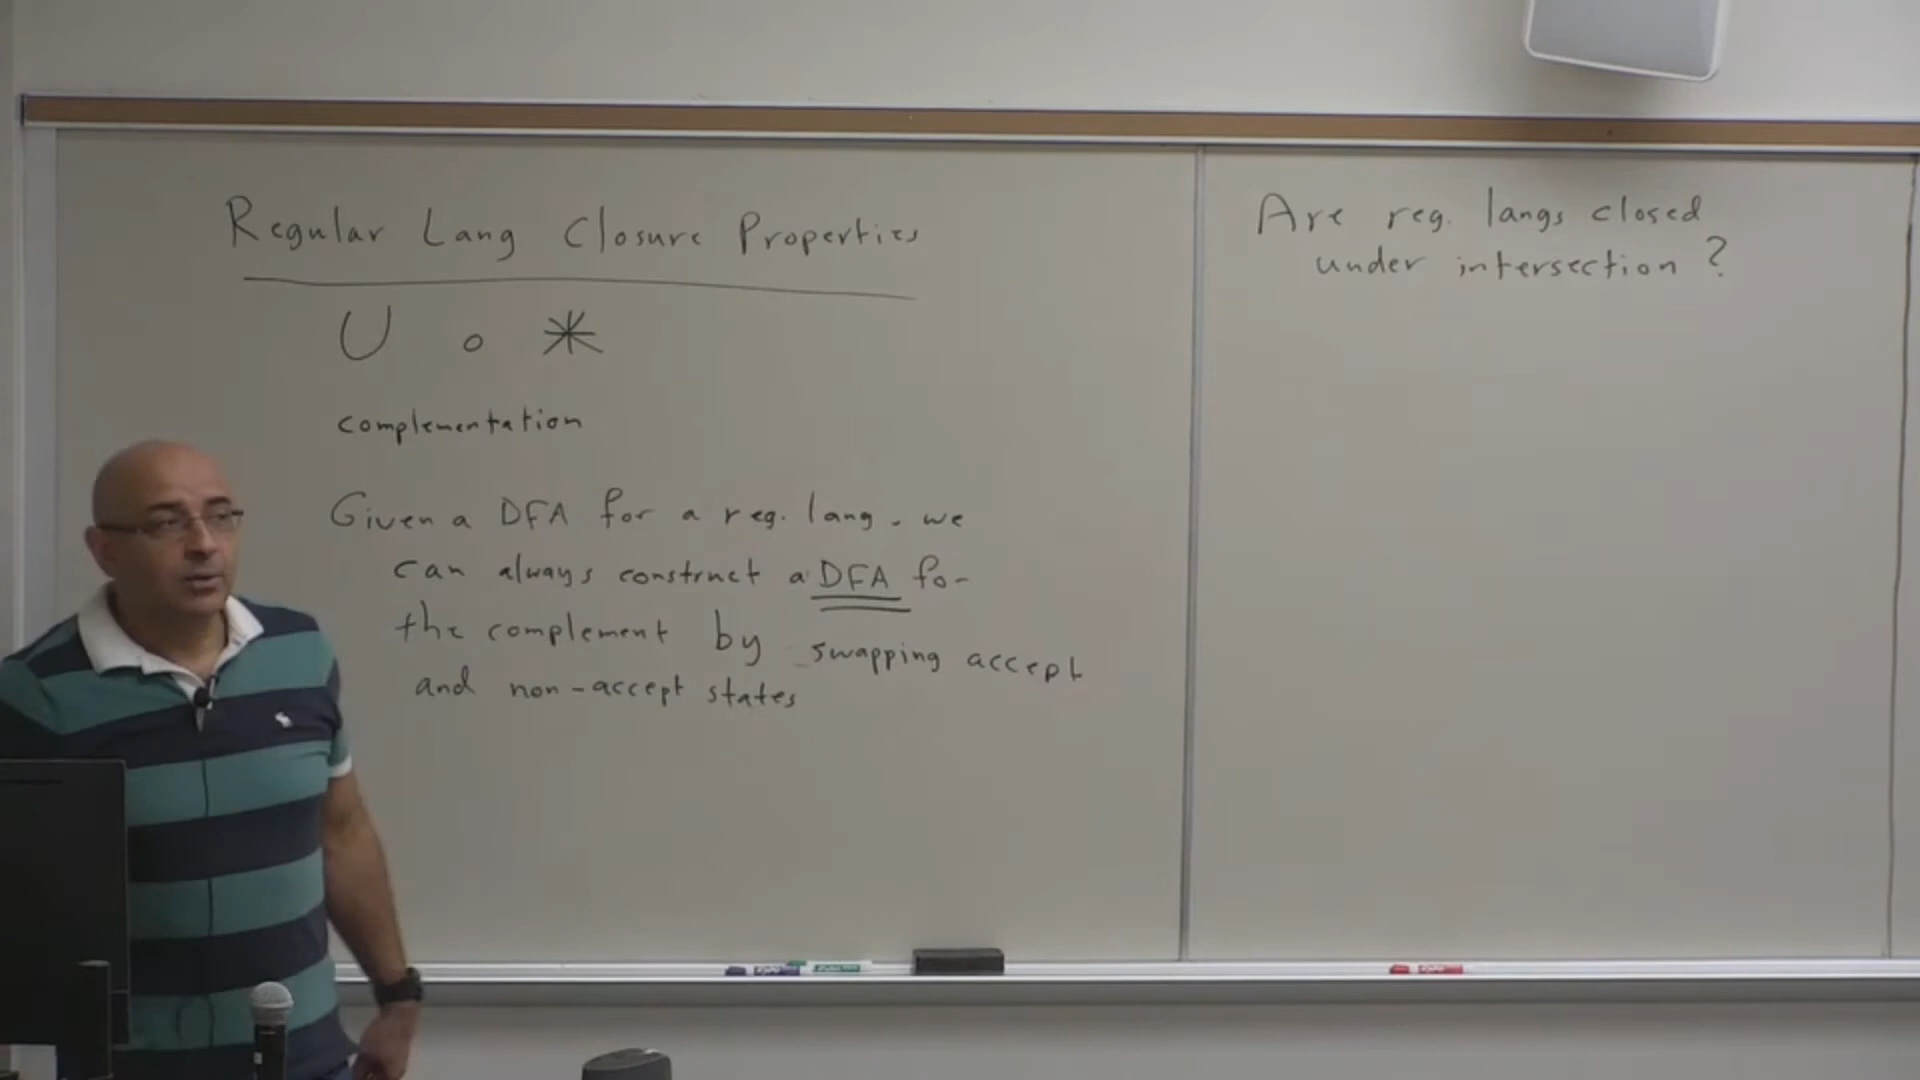 Regular Lang Closure Properties
∪ ∘ *
complementation
Given a DFA for a reg. lang. we
can always construct a DFA for
the complement by swapping accept
and non-accept states
Are reg. langs closed
under intersection?